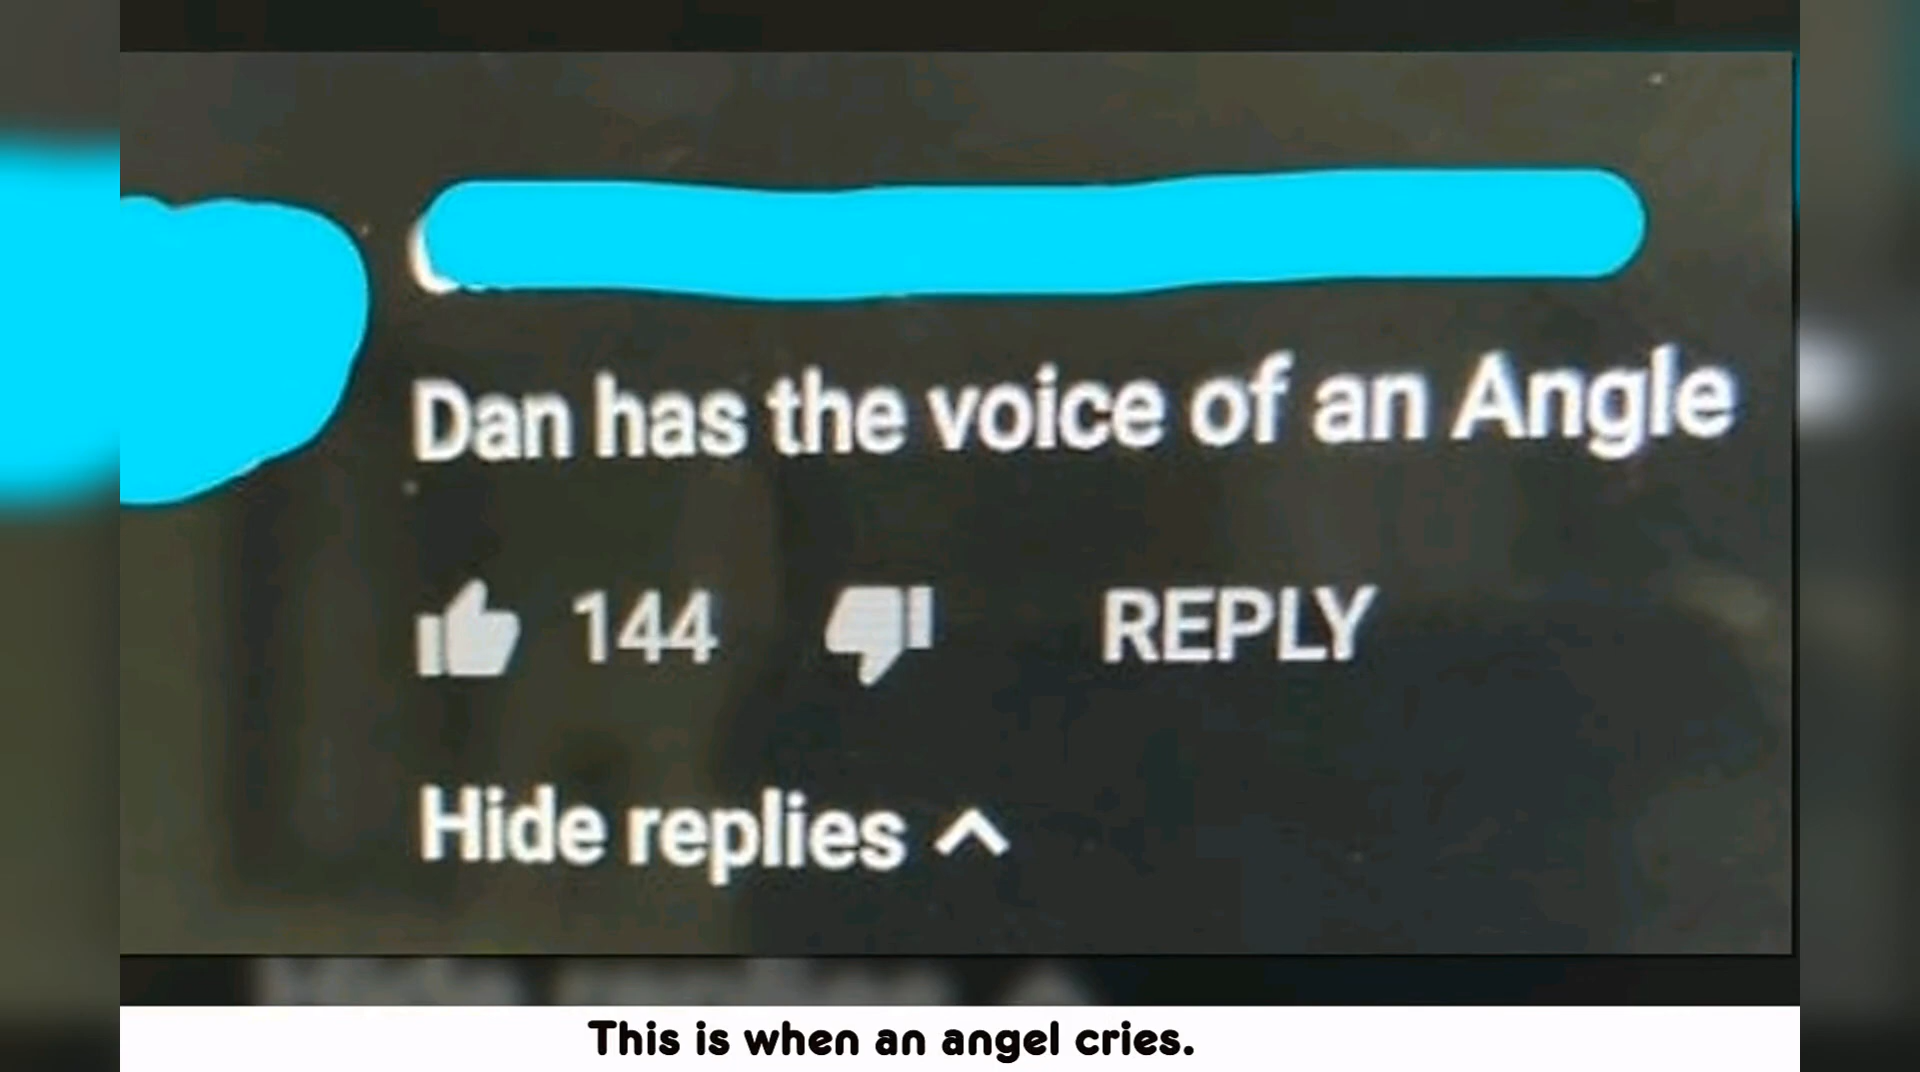 Dan has the voice of an Angle
144 REPLY
Hide replies ^
This is when an angel cries.